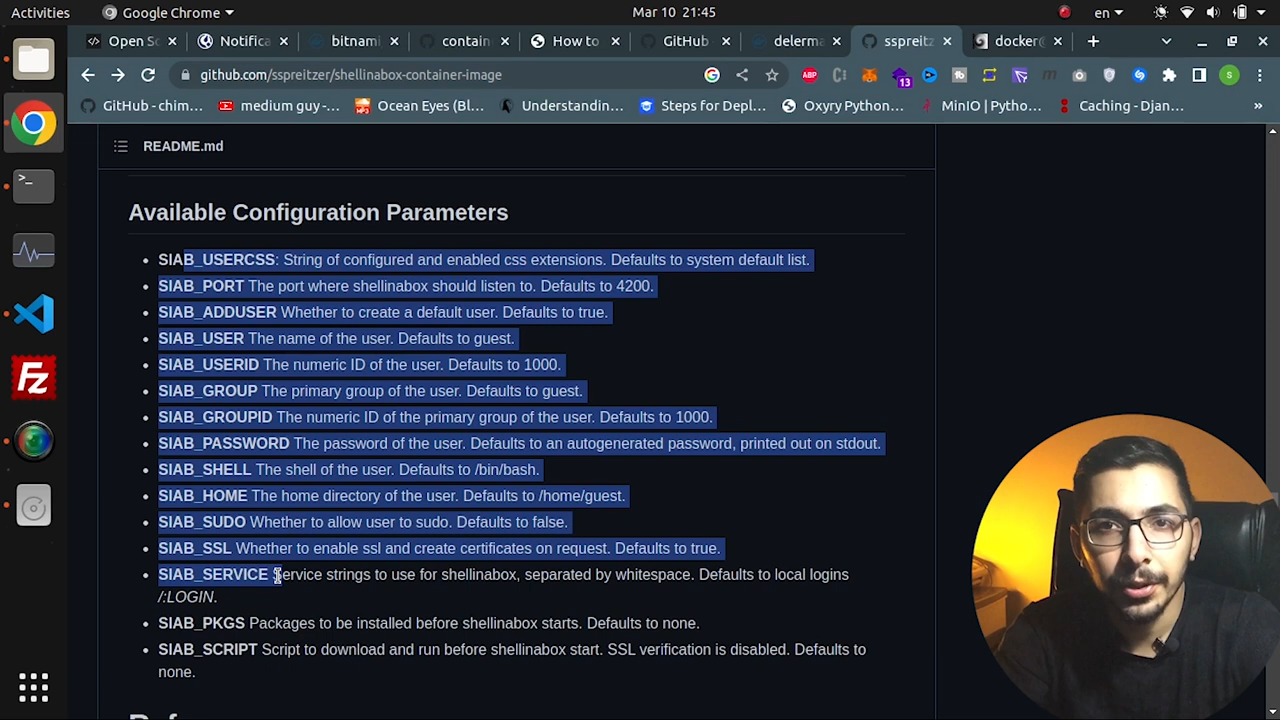 Activities
Google Chrome
Mar 10 21:45
en
Open Sc
Notifica
bitnami
contain
How to
GitHub
delerma
sspreitz
docker@
github.com/sspreitzer/shellinabox-container-image
ABP
13
S
GitHub - chim...
medium guy -...
Ocean Eyes (Bl...
Understandin...
Steps for Depl...
Oxyry Python...
MinIO | Pytho...
Caching - Djan...
»
README.md
Available Configuration Parameters
SIAB_USERCSS: String of configured and enabled css extensions. Defaults to system default list.
SIAB_PORT The port where shellinabox should listen to. Defaults to 4200.
SIAB_ADDUSER Whether to create a default user. Defaults to true.
SIAB_USER The name of the user. Defaults to guest.
SIAB_USERID The numeric ID of the user. Defaults to 1000.
SIAB_GROUP The primary group of the user. Defaults to guest.
SIAB_GROUPID The numeric ID of the primary group of the user. Defaults to 1000.
SIAB_PASSWORD The password of the user. Defaults to an autogenerated password, printed out on stdout.
SIAB_SHELL The shell of the user. Defaults to /bin/bash.
SIAB_HOME The home directory of the user. Defaults to /home/guest.
SIAB_SUDO Whether to allow user to sudo. Defaults to false.
SIAB_SSL Whether to enable ssl and create certificates on request. Defaults to true.
SIAB_SERVICE Service strings to use for shellinabox, separated by whitespace. Defaults to local logins
/:LOGIN.
SIAB_PKGS Packages to be installed before shellinabox starts. Defaults to none.
SIAB_SCRIPT Script to download and run before shellinabox start. SSL verification is disabled. Defaults to
none.